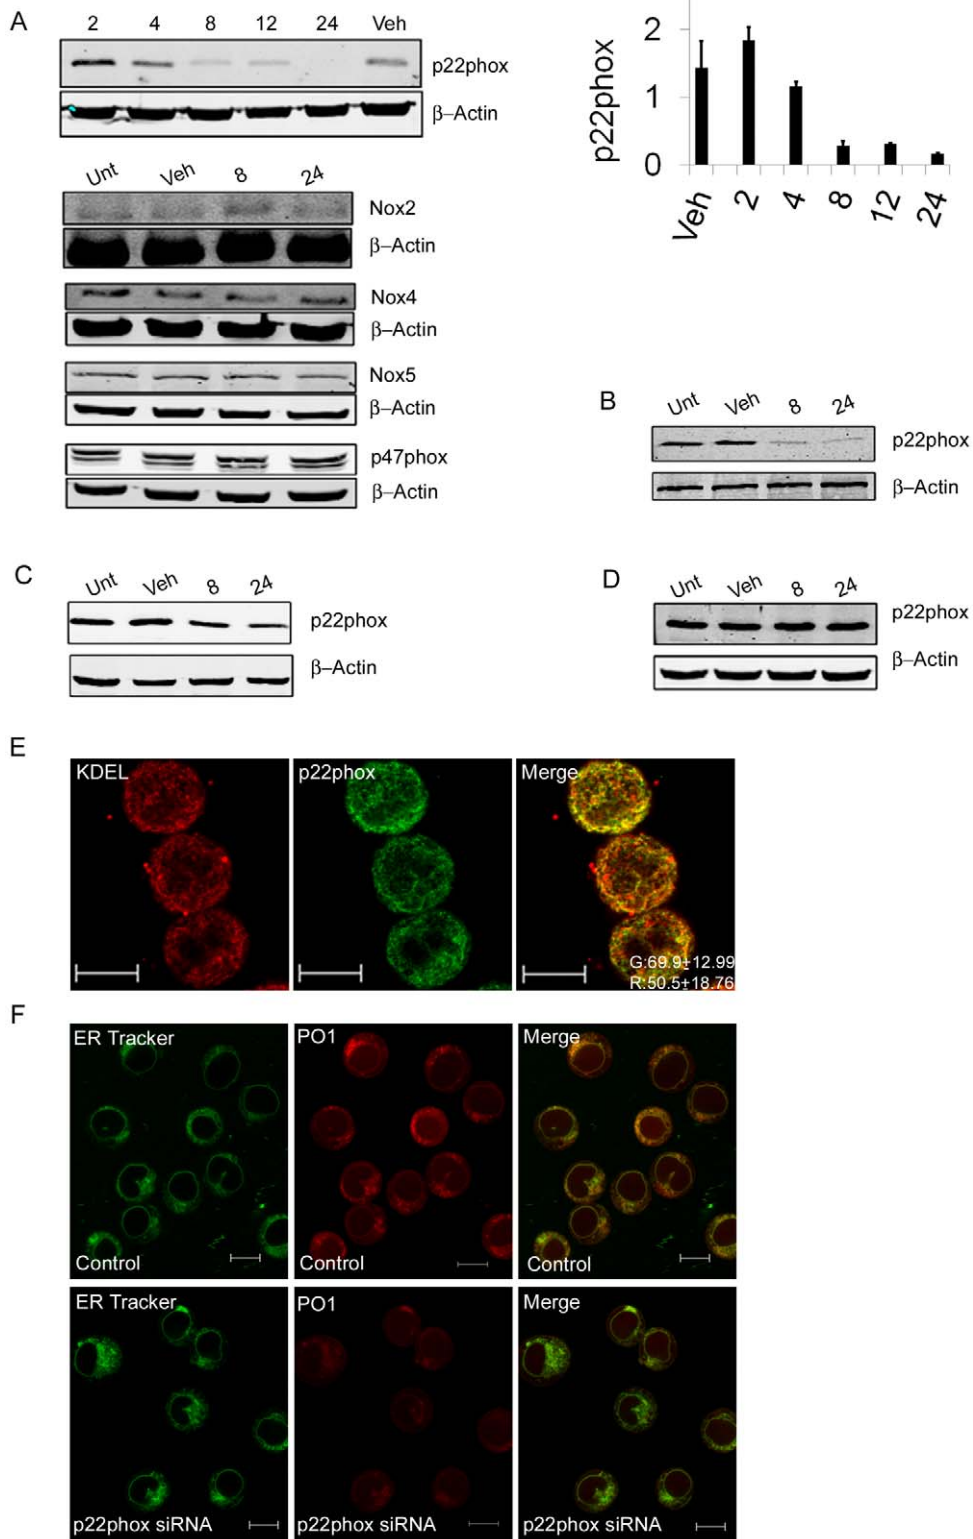 A
2 4 8 12 24 Veh
p22phox
β–Actin
Unt Veh 8 24
Nox2
β–Actin
Nox4
β–Actin
Nox5
β–Actin
p47phox
β–Actin
p22phox
2
1
0
Veh 2 4 8 12 24
B
Unt Veh 8 24
p22phox
β–Actin
C
Unt Veh 8 24
p22phox
β–Actin
D
Unt Veh 8 24
p22phox
β–Actin
E
KDEL p22phox Merge
G:69.9±12.99
R:50.5±18.76
F
ER Tracker PO1 Merge
Control Control Control
ER Tracker PO1 Merge
p22phox siRNA p22phox siRNA p22phox siRNA